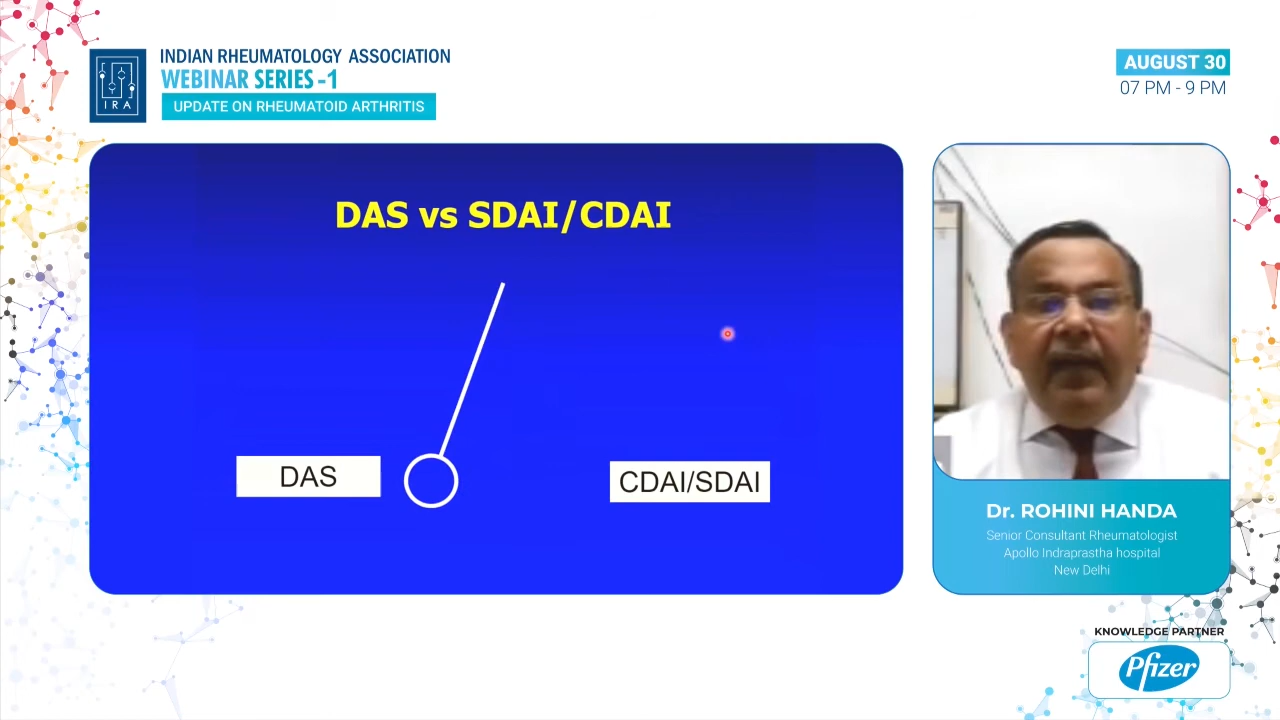 INDIAN RHEUMATOLOGY ASSOCIATION
WEBINAR SERIES -1
UPDATE ON RHEUMATOID ARTHRITIS
IRA
AUGUST 30
07 PM - 9 PM
DAS vs SDAI/CDAI
DAS
CDAI/SDAI
Dr. ROHINI HANDA
Senior Consultant Rheumatologist
Apollo Indraprastha hospital
New Delhi
KNOWLEDGE PARTNER
Pfizer